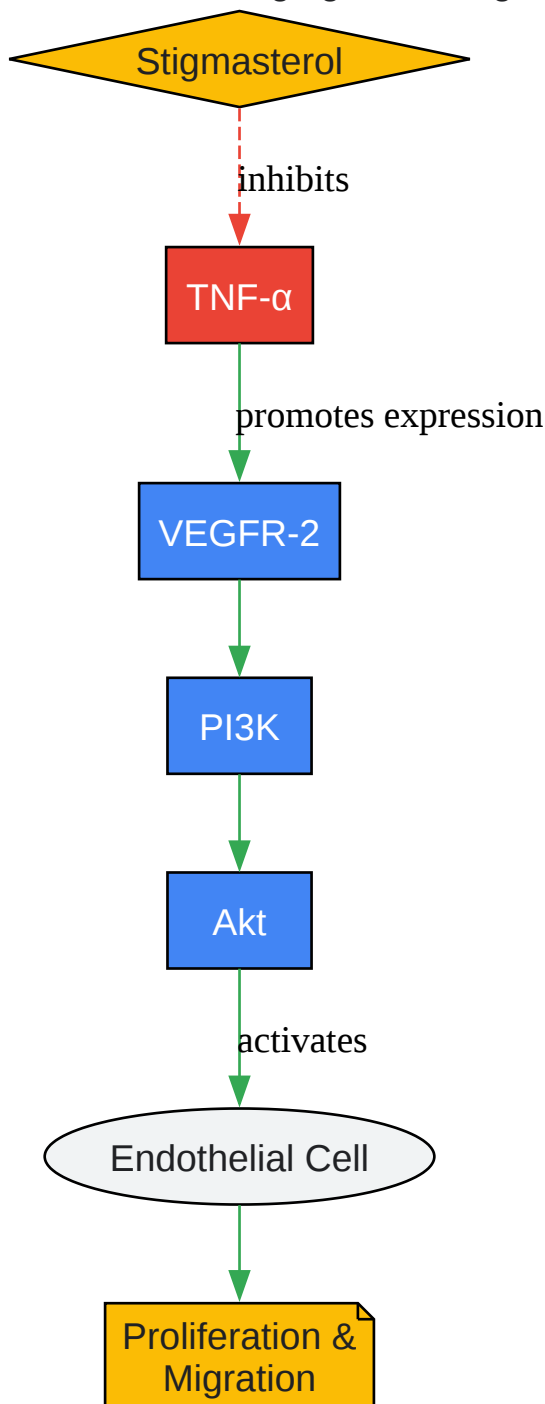 Stigmasterol
inhibits
TNF-α
promotes expression
VEGFR-2
PI3K
Akt
activates
Endothelial Cell
Proliferation &
Migration